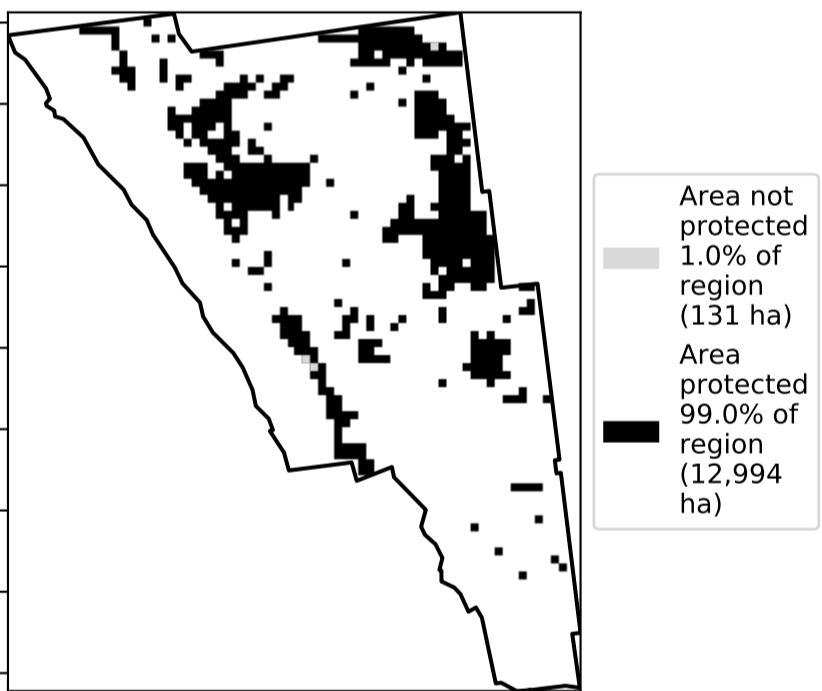 Area not
protected
1.0% of
region
(131 ha)
Area
protected
99.0% of
region
(12,994
ha)